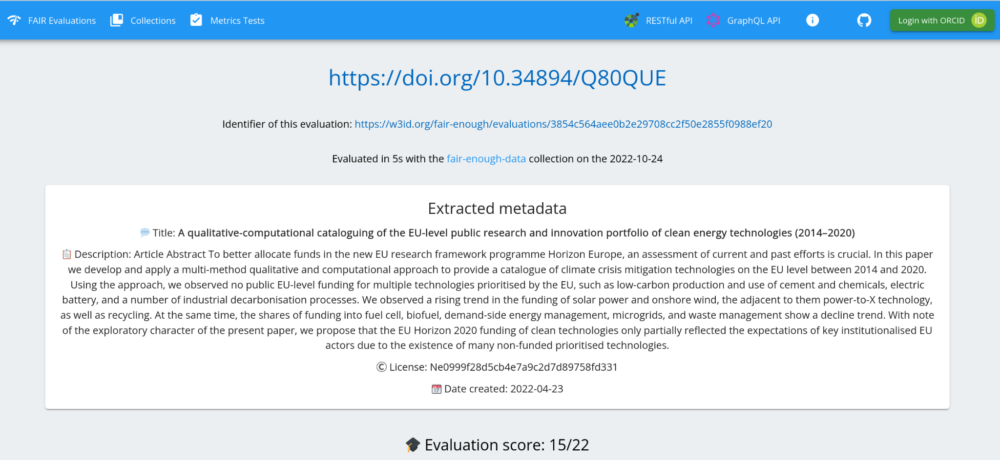 FAIR Evaluations Collections Metrics Tests RESTful API GraphQL API Login with ORCID iD
https://doi.org/10.34894/Q80QUE
Identifier of this evaluation: https://w3id.org/fair-enough/evaluations/3854c564aee0b2e29708cc2f50e2855f0988ef20
Evaluated in 5s with the fair-enough-data collection on the 2022-10-24
Extracted metadata
Title: A qualitative-computational cataloguing of the EU-level public research and innovation portfolio of clean energy technologies (2014–2020)
Description: Article Abstract To better allocate funds in the new EU research framework programme Horizon Europe, an assessment of current and past efforts is crucial. In this paper
we develop and apply a multi-method qualitative and computational approach to provide a catalogue of climate crisis mitigation technologies on the EU level between 2014 and 2020.
Using the approach, we observed no public EU-level funding for multiple technologies prioritised by the EU, such as low-carbon production and use of cement and chemicals, electric
battery, and a number of industrial decarbonisation processes. We observed a rising trend in the funding of solar power and onshore wind, the adjacent to them power-to-X technology,
as well as recycling. At the same time, the shares of funding into fuel cell, biofuel, demand-side energy management, microgrids, and waste management show a decline trend. With note
of the exploratory character of the present paper, we propose that the EU Horizon 2020 funding of clean technologies only partially reflected the expectations of key institutionalised EU
actors due to the existence of many non-funded prioritised technologies.
© License: Ne0999f28d5cb4e7a9c2d7d89758fd331
17 Date created: 2022-04-23
Evaluation score: 15/22